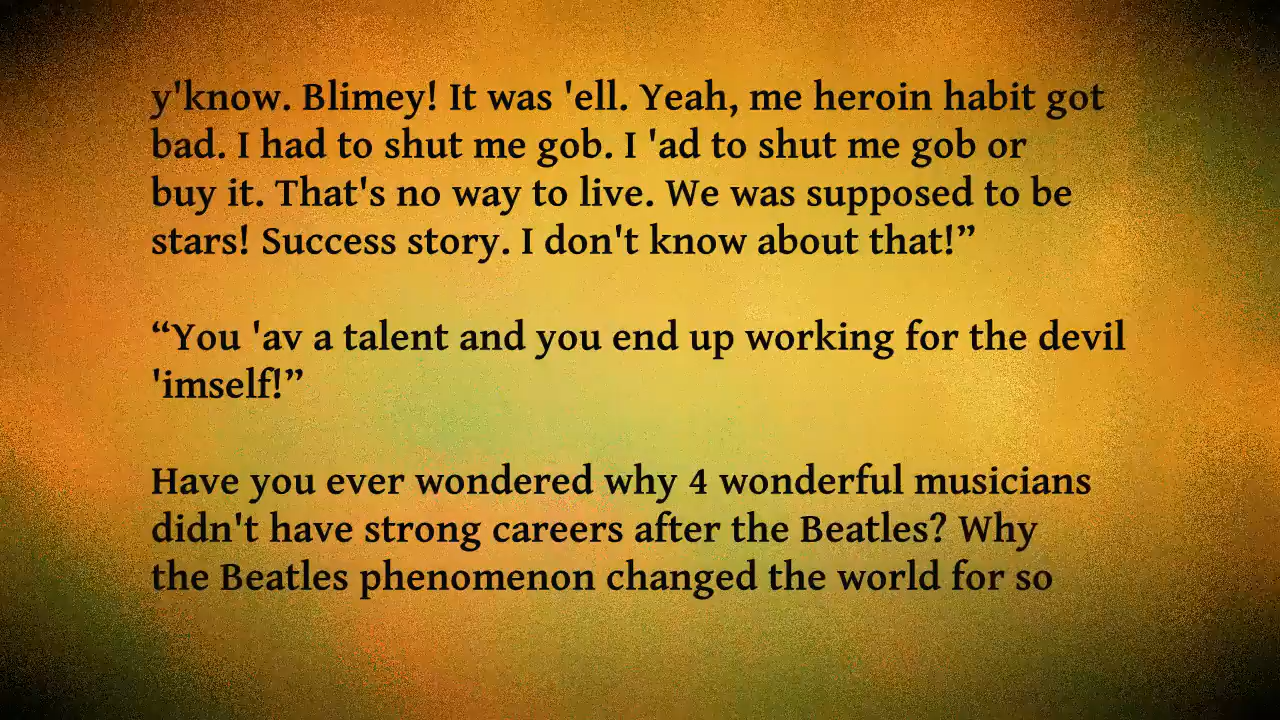 y'know. Blimey! It was 'ell. Yeah, me heroin habit got
bad. I had to shut me gob. I 'ad to shut me gob or
buy it. That's no way to live. We was supposed to be
stars! Success story. I don't know about that!”
“You 'av a talent and you end up working for the devil
'imself!”
Have you ever wondered why 4 wonderful musicians
didn't have strong careers after the Beatles? Why
the Beatles phenomenon changed the world for so